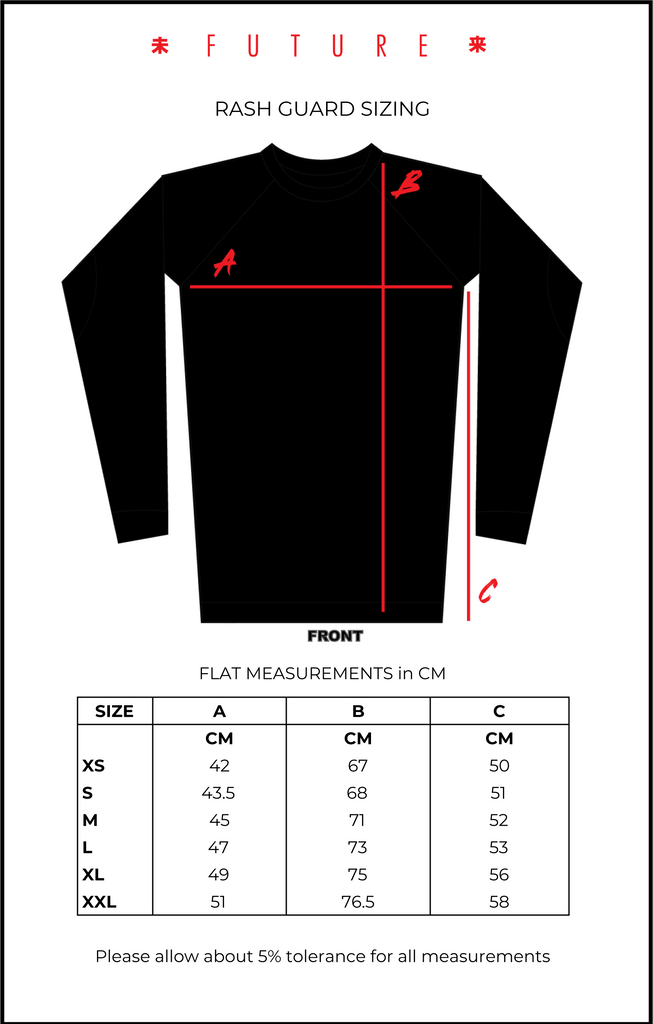 未 FUTURE 来
RASH GUARD SIZING
B
A
C
FRONT
FLAT MEASUREMENTS in CM
SIZE A B C
CM CM CM
XS 42 67 50
S 43.5 68 51
M 45 71 52
L 47 73 53
XL 49 75 56
XXL 51 76.5 58
Please allow about 5% tolerance for all measurements